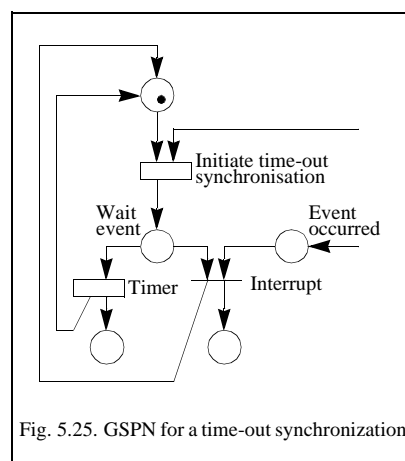 Initiate time-out
synchronisation
Wait
event
Event
occurred
Timer
Interrupt
Fig. 5.25. GSPN for a time-out synchronization